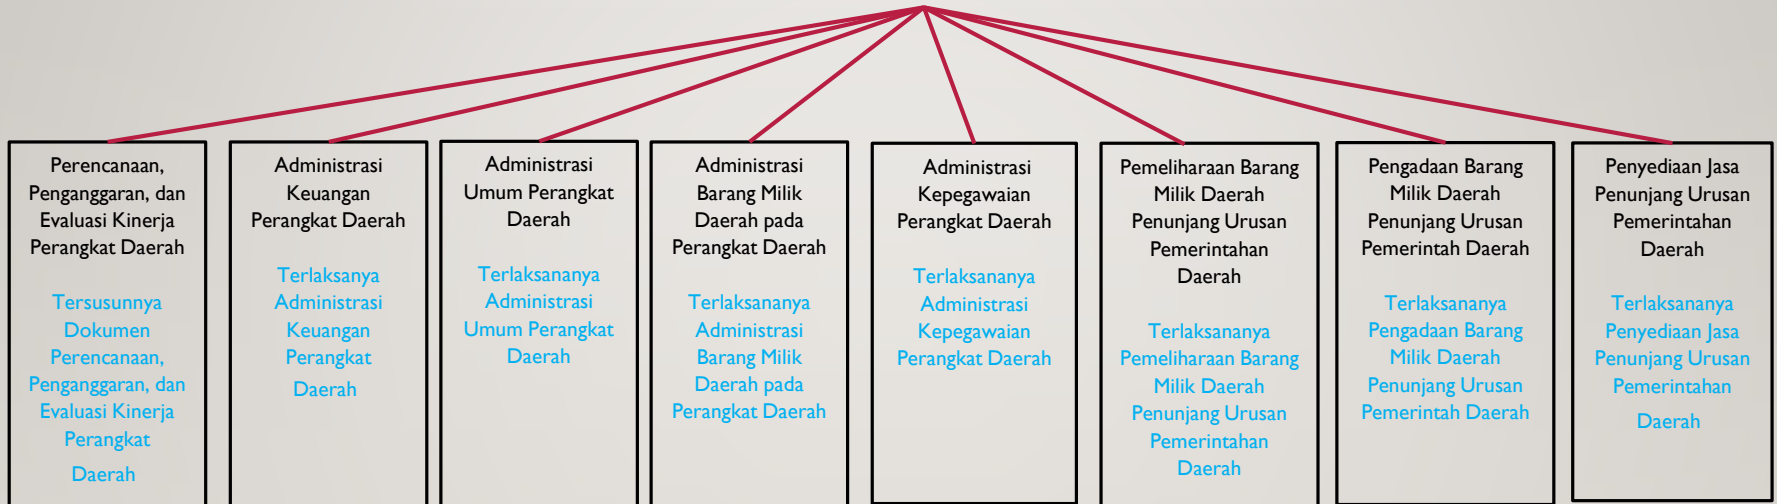 Perencanaan,
Penganggaran, dan
Evaluasi Kinerja
Perangkat Daerah
Tersusunnya
Dokumen
Perencanaan,
Penganggaran, dan
Evaluasi Kinerja
Perangkat
Daerah
Administrasi
Keuangan
Perangkat Daerah
Terlaksanya
Administrasi
Keuangan
Perangkat
Daerah
Administrasi
Umum Perangkat
Daerah
Terlaksananya
Administrasi
Umum Perangkat
Daerah
Administrasi
Barang Milik
Daerah pada
Perangkat Daerah
Terlaksananya
Administrasi
Barang Milik
Daerah pada
Perangkat Daerah
Administrasi
Kepegawaian
Perangkat Daerah
Terlaksananya
Administrasi
Kepegawaian
Perangkat Daerah
Pemeliharaan Barang
Milik Daerah
Penunjang Urusan
Pemerintahan
Daerah
Terlaksananya
Pemeliharaan Barang
Milik Daerah
Penunjang Urusan
Pemerintahan
Daerah
Pengadaan Barang
Milik Daerah
Penunjang Urusan
Pemerintah Daerah
Terlaksananya
Pengadaan Barang
Milik Daerah
Penunjang Urusan
Pemerintah Daerah
Penyediaan Jasa
Penunjang Urusan
Pemerintahan
Daerah
Terlaksananya
Penyediaan Jasa
Penunjang Urusan
Pemerintahan
Daerah